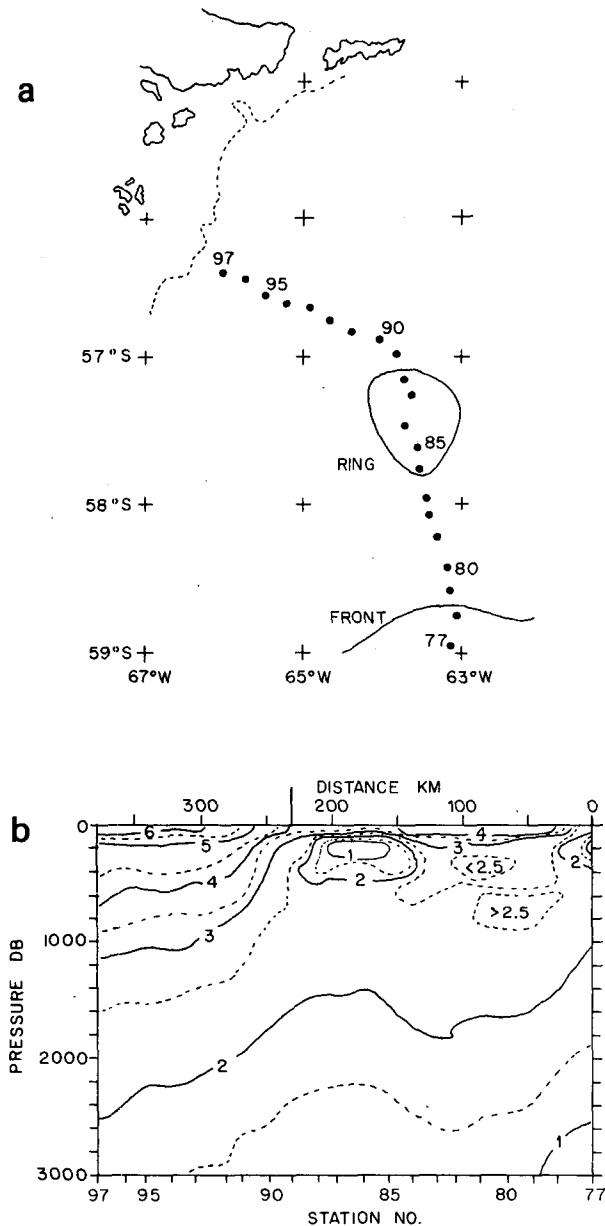 a
97
95
90
57°S
85
RING
58°S
80
FRONT
77
59°S
67°W 65°W 63°W
b
DISTANCE KM
300 200 100 0
0
1000
2000
3000
PRESSURE DB
6
5
4
3
2
1
2
4
3
<2.5
>2.5
2
2
1
97 95 90 85 80 77
STATION NO.